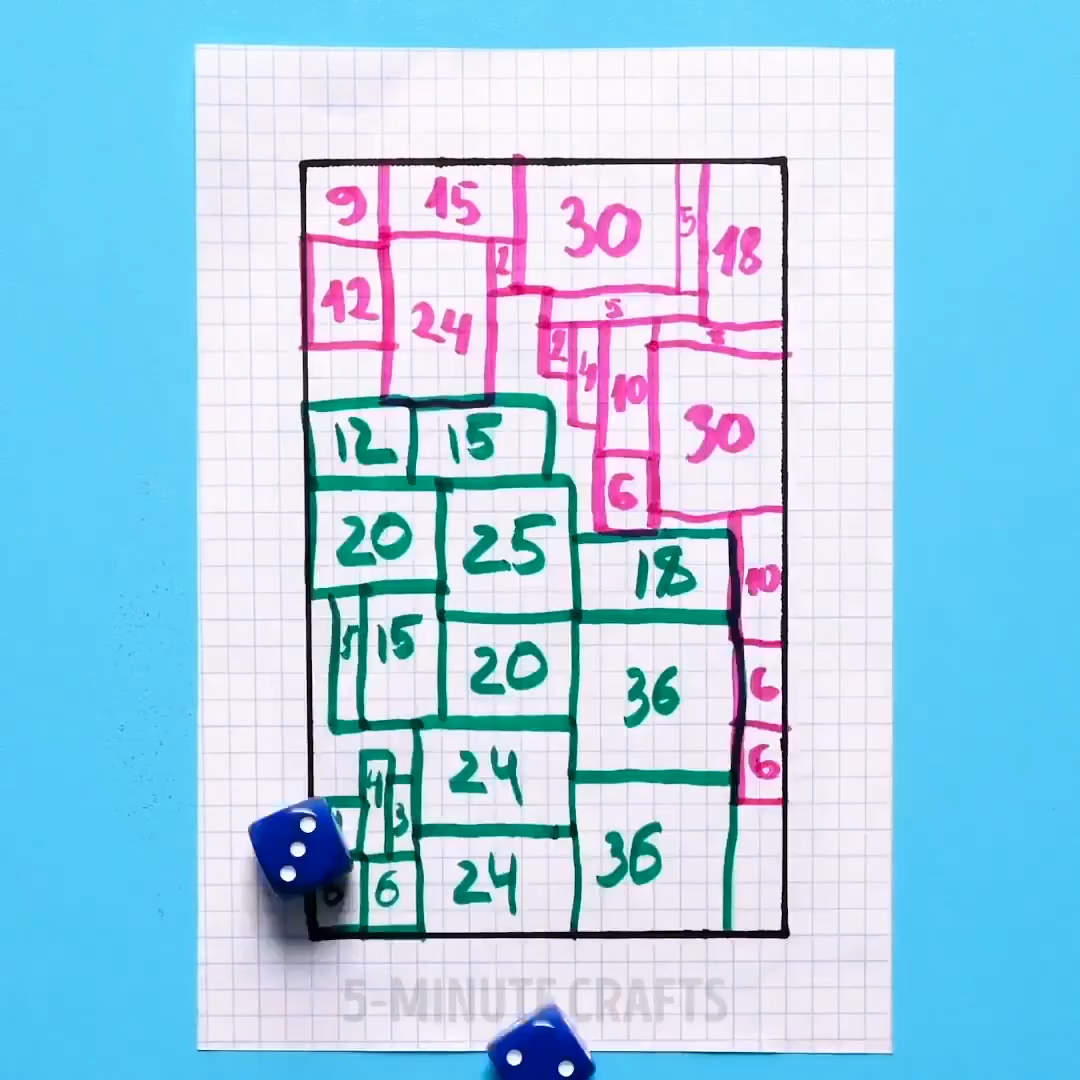 9 15 30 5 18
12 24 2
5
3
2 4 10 30
12 15
6
20 25 18 10
5 15 20 36 6
6
4 24
3
6 24 36
5-MINUTE CRAFTS